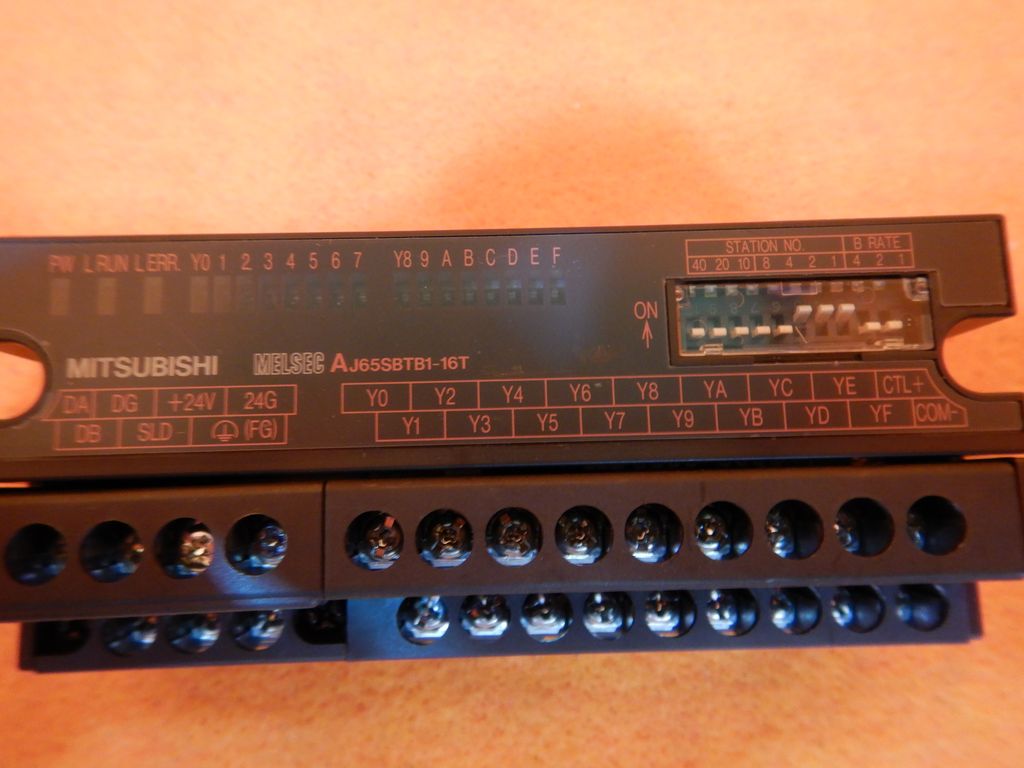 STATION NO. B RATE
40 20 10 8 4 2 1 4 2 1
PW L RUN L ERR. Y0 1 2 3 4 5 6 7 Y8 9 A B C D E F
ON
MITSUBISHI MELSEC AJ65SBTB1-16T
DA DG +24V 24G Y0 Y2 Y4 Y6 Y8 YA YC YE CTL+
DB SLD (FG) Y1 Y3 Y5 Y7 Y9 YB YD YF COM-